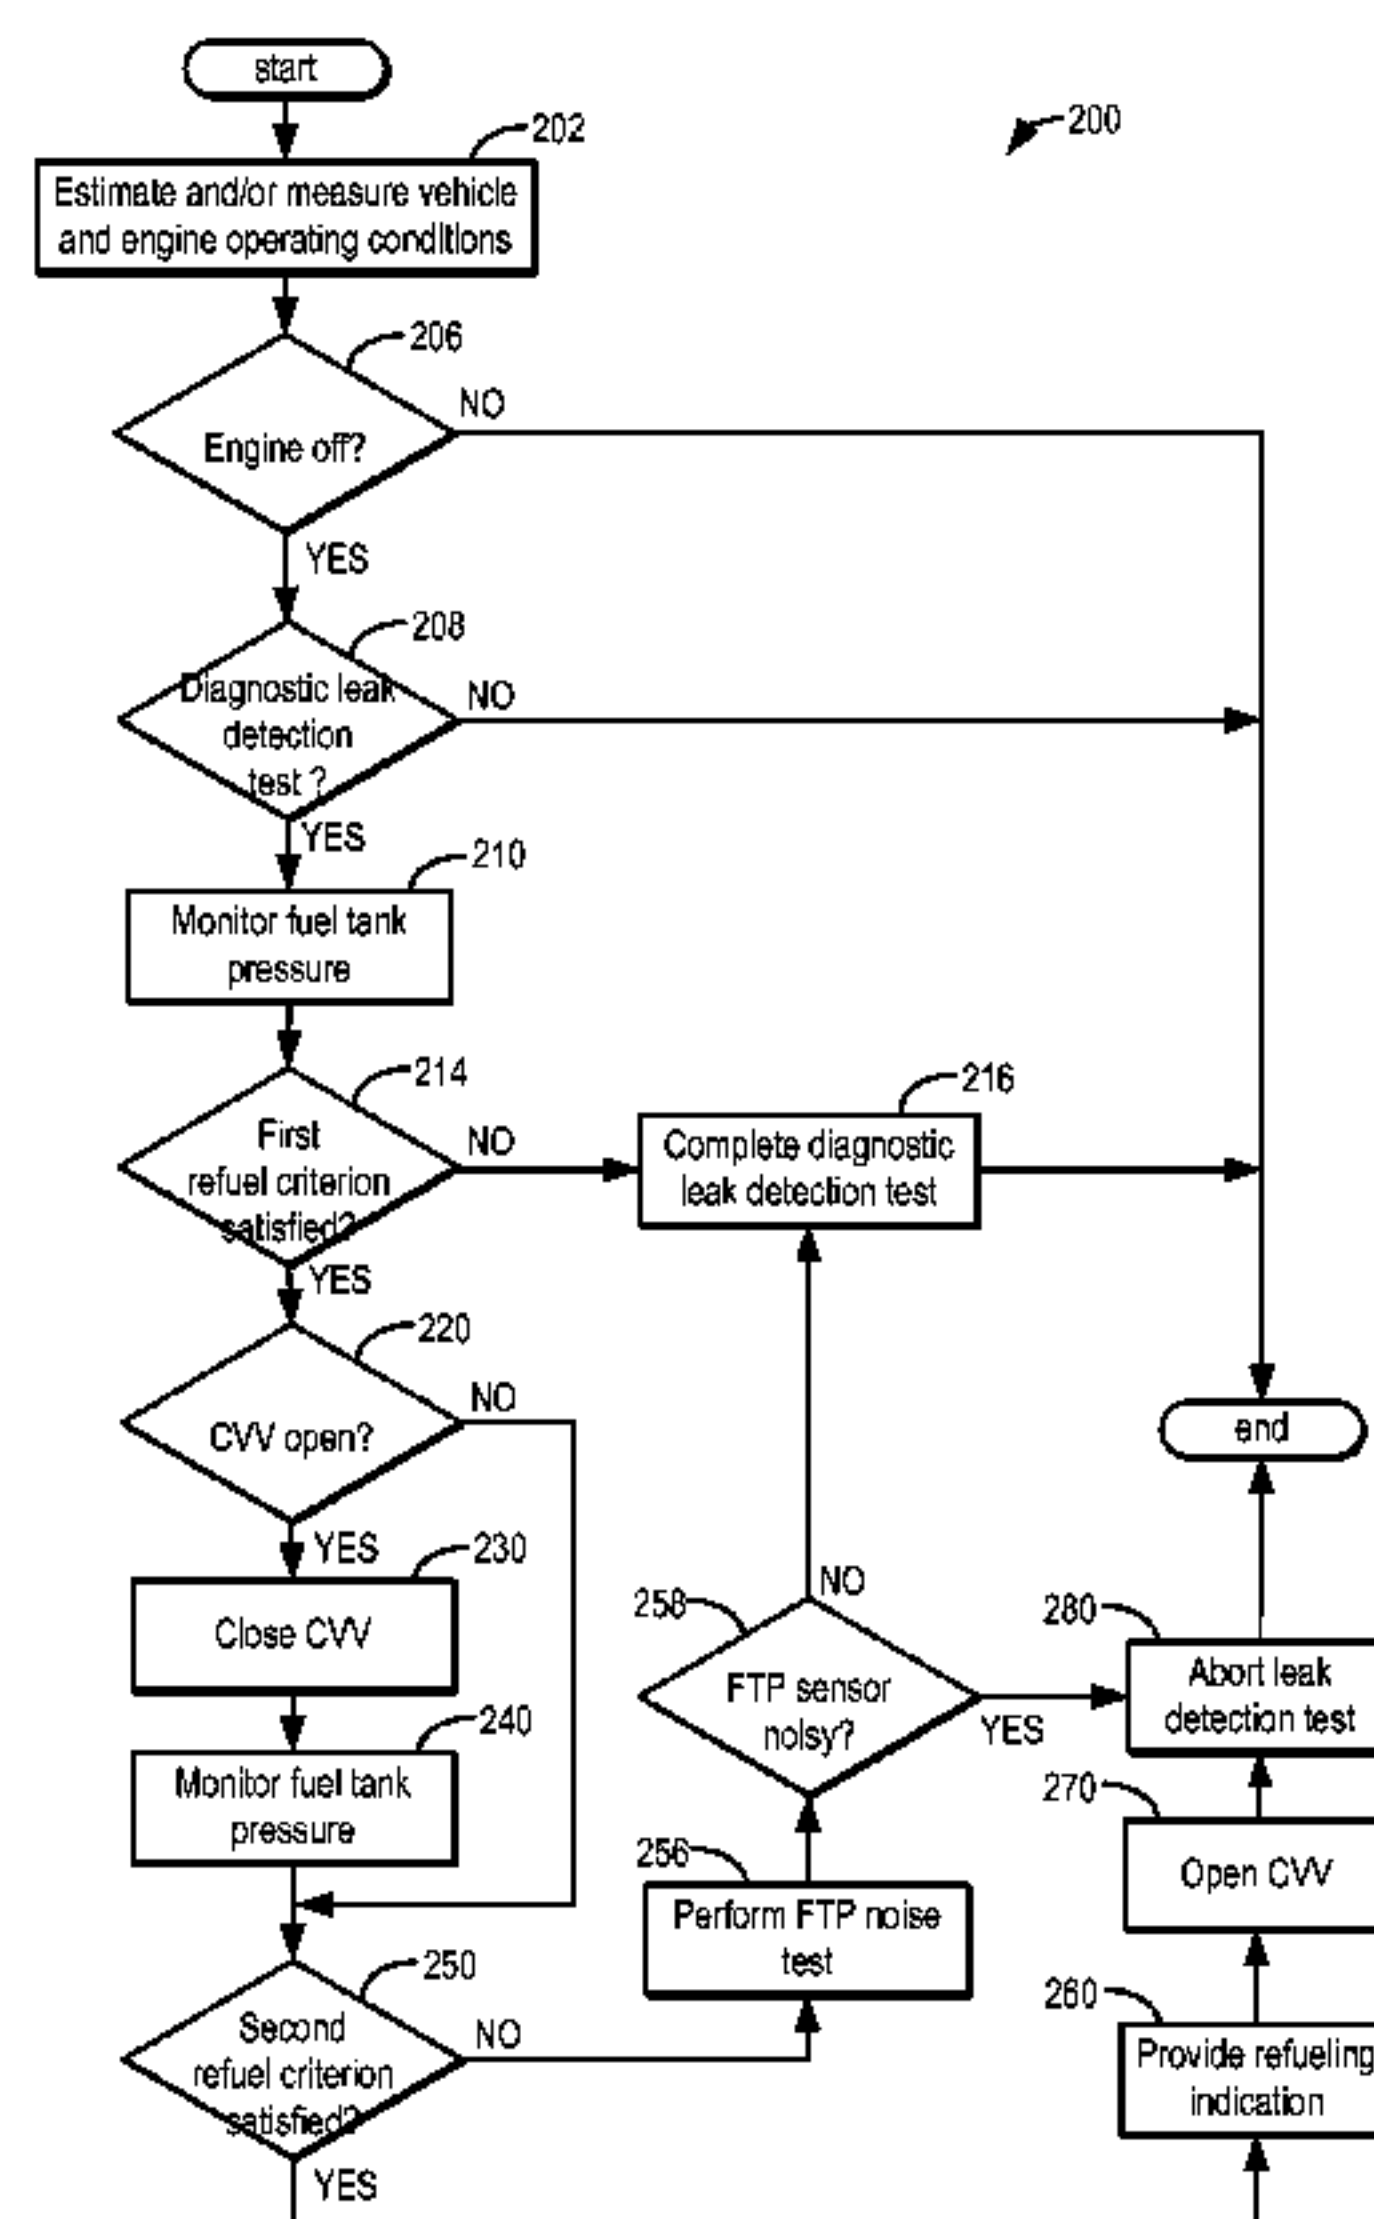 start
200
202
Estimate and/or measure vehicle
and engine operating conditions
206
Engine off?
NO
YES
208
Diagnostic leak
detection
test ?
NO
YES
210
Monitor fuel tank
pressure
214
First
refuel criterion
satisfied?
NO
YES
216
Complete diagnostic
leak detection test
220
CVV open?
NO
YES
end
230
Close CVV
240
Monitor fuel tank
pressure
258
FTP sensor
noisy?
NO
YES
280
Abort leak
detection test
270
Open CVV
256
Perform FTP noise
test
250
Second
refuel criterion
satisfied?
NO
YES
260
Provide refueling
indication